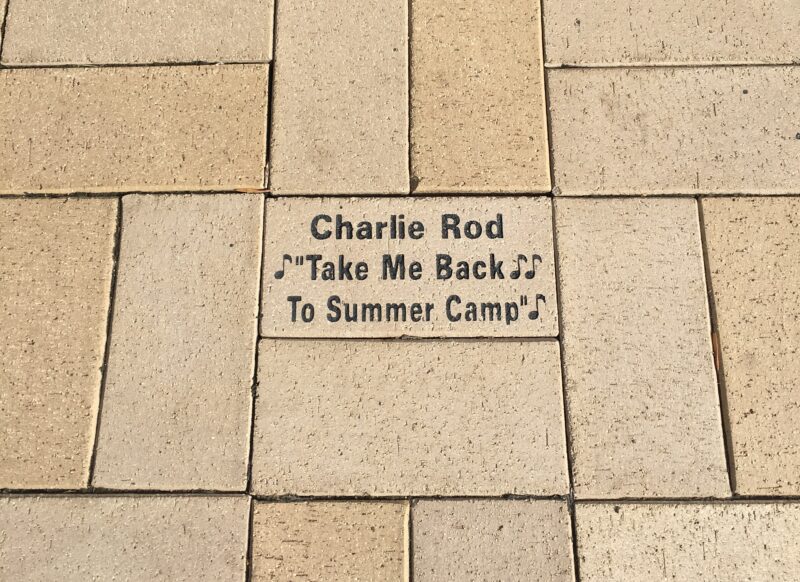 Charlie Rod
♪"Take Me Back♪♪
To Summer Camp"♪